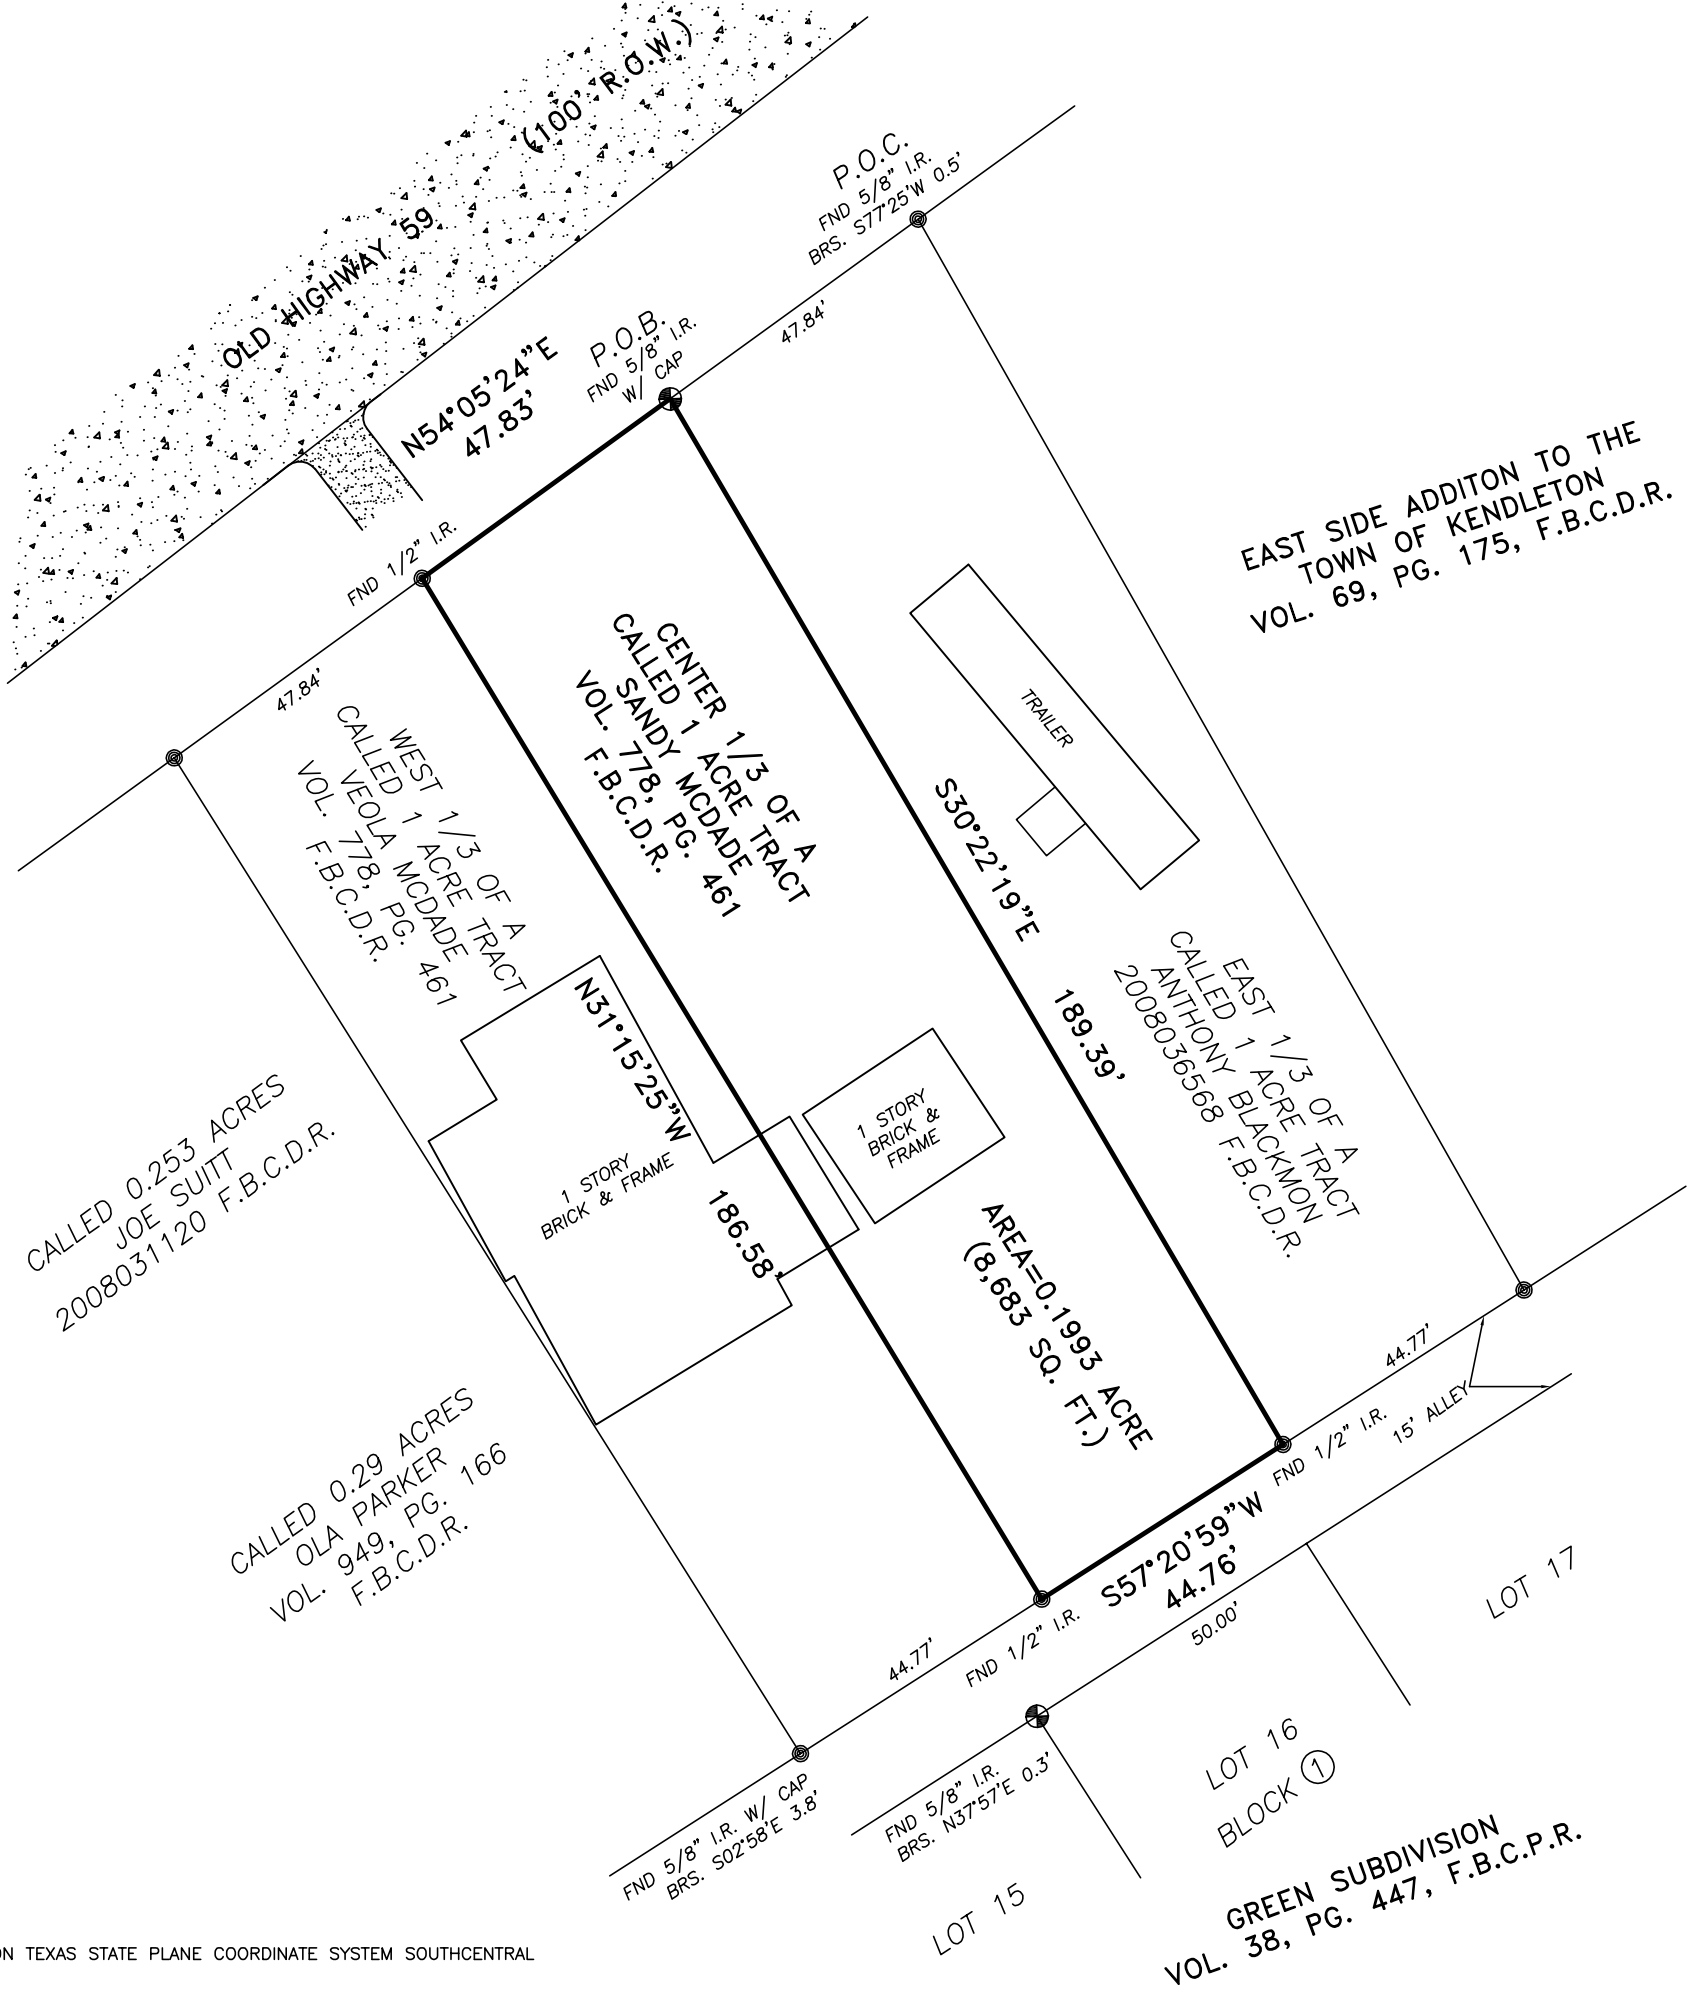 (100' R.O.W.)
OLD HIGHWAY 59
P.O.C.
FND 5/8" I.R.
BRS. S77°25'W 0.5'
47.84'
P.O.B.
FND 5/8" I.R.
W/ CAP
N54°05'24"E
47.83'
FND 1/2" I.R.
47.84'
EAST SIDE ADDITON TO THE
TOWN OF KENDLETON
VOL. 69, PG. 175, F.B.C.D.R.
TRAILER
CENTER 1/3 OF A
CALLED 1 ACRE TRACT
SANDY MCDADE
VOL. 778, PG. 461
F.B.C.D.R.
WEST 1/3 OF A
CALLED 1 ACRE TRACT
VEOLA MCDADE
VOL. 778, PG. 461
F.B.C.D.R.
S30°22'19"E 189.39'
EAST 1/3 OF A
CALLED 1 ACRE TRACT
ANTHONY BLACKMON
2008036568 F.B.C.D.R.
N31°15'25"W 186.58'
1 STORY
BRICK &
FRAME
1 STORY
BRICK & FRAME
CALLED 0.253 ACRES
JOE SUITT
2008031120 F.B.C.D.R.
AREA=0.1993 ACRE
(8,683 SQ. FT.)
CALLED 0.29 ACRES
OLA PARKER
VOL. 949, PG. 166
F.B.C.D.R.
44.77'
15' ALLEY
FND 1/2" I.R.
S57°20'59"W
44.76'
50.00'
FND 1/2" I.R.
44.77'
LOT 17
FND 5/8" I.R. W/ CAP
BRS. S02°58'E 3.8'
FND 5/8" I.R.
BRS. N37°57'E 0.3'
LOT 16
BLOCK 1
LOT 15
GREEN SUBDIVISION
VOL. 38, PG. 447, F.B.C.P.R.
ON TEXAS STATE PLANE COORDINATE SYSTEM SOUTHCENTRAL